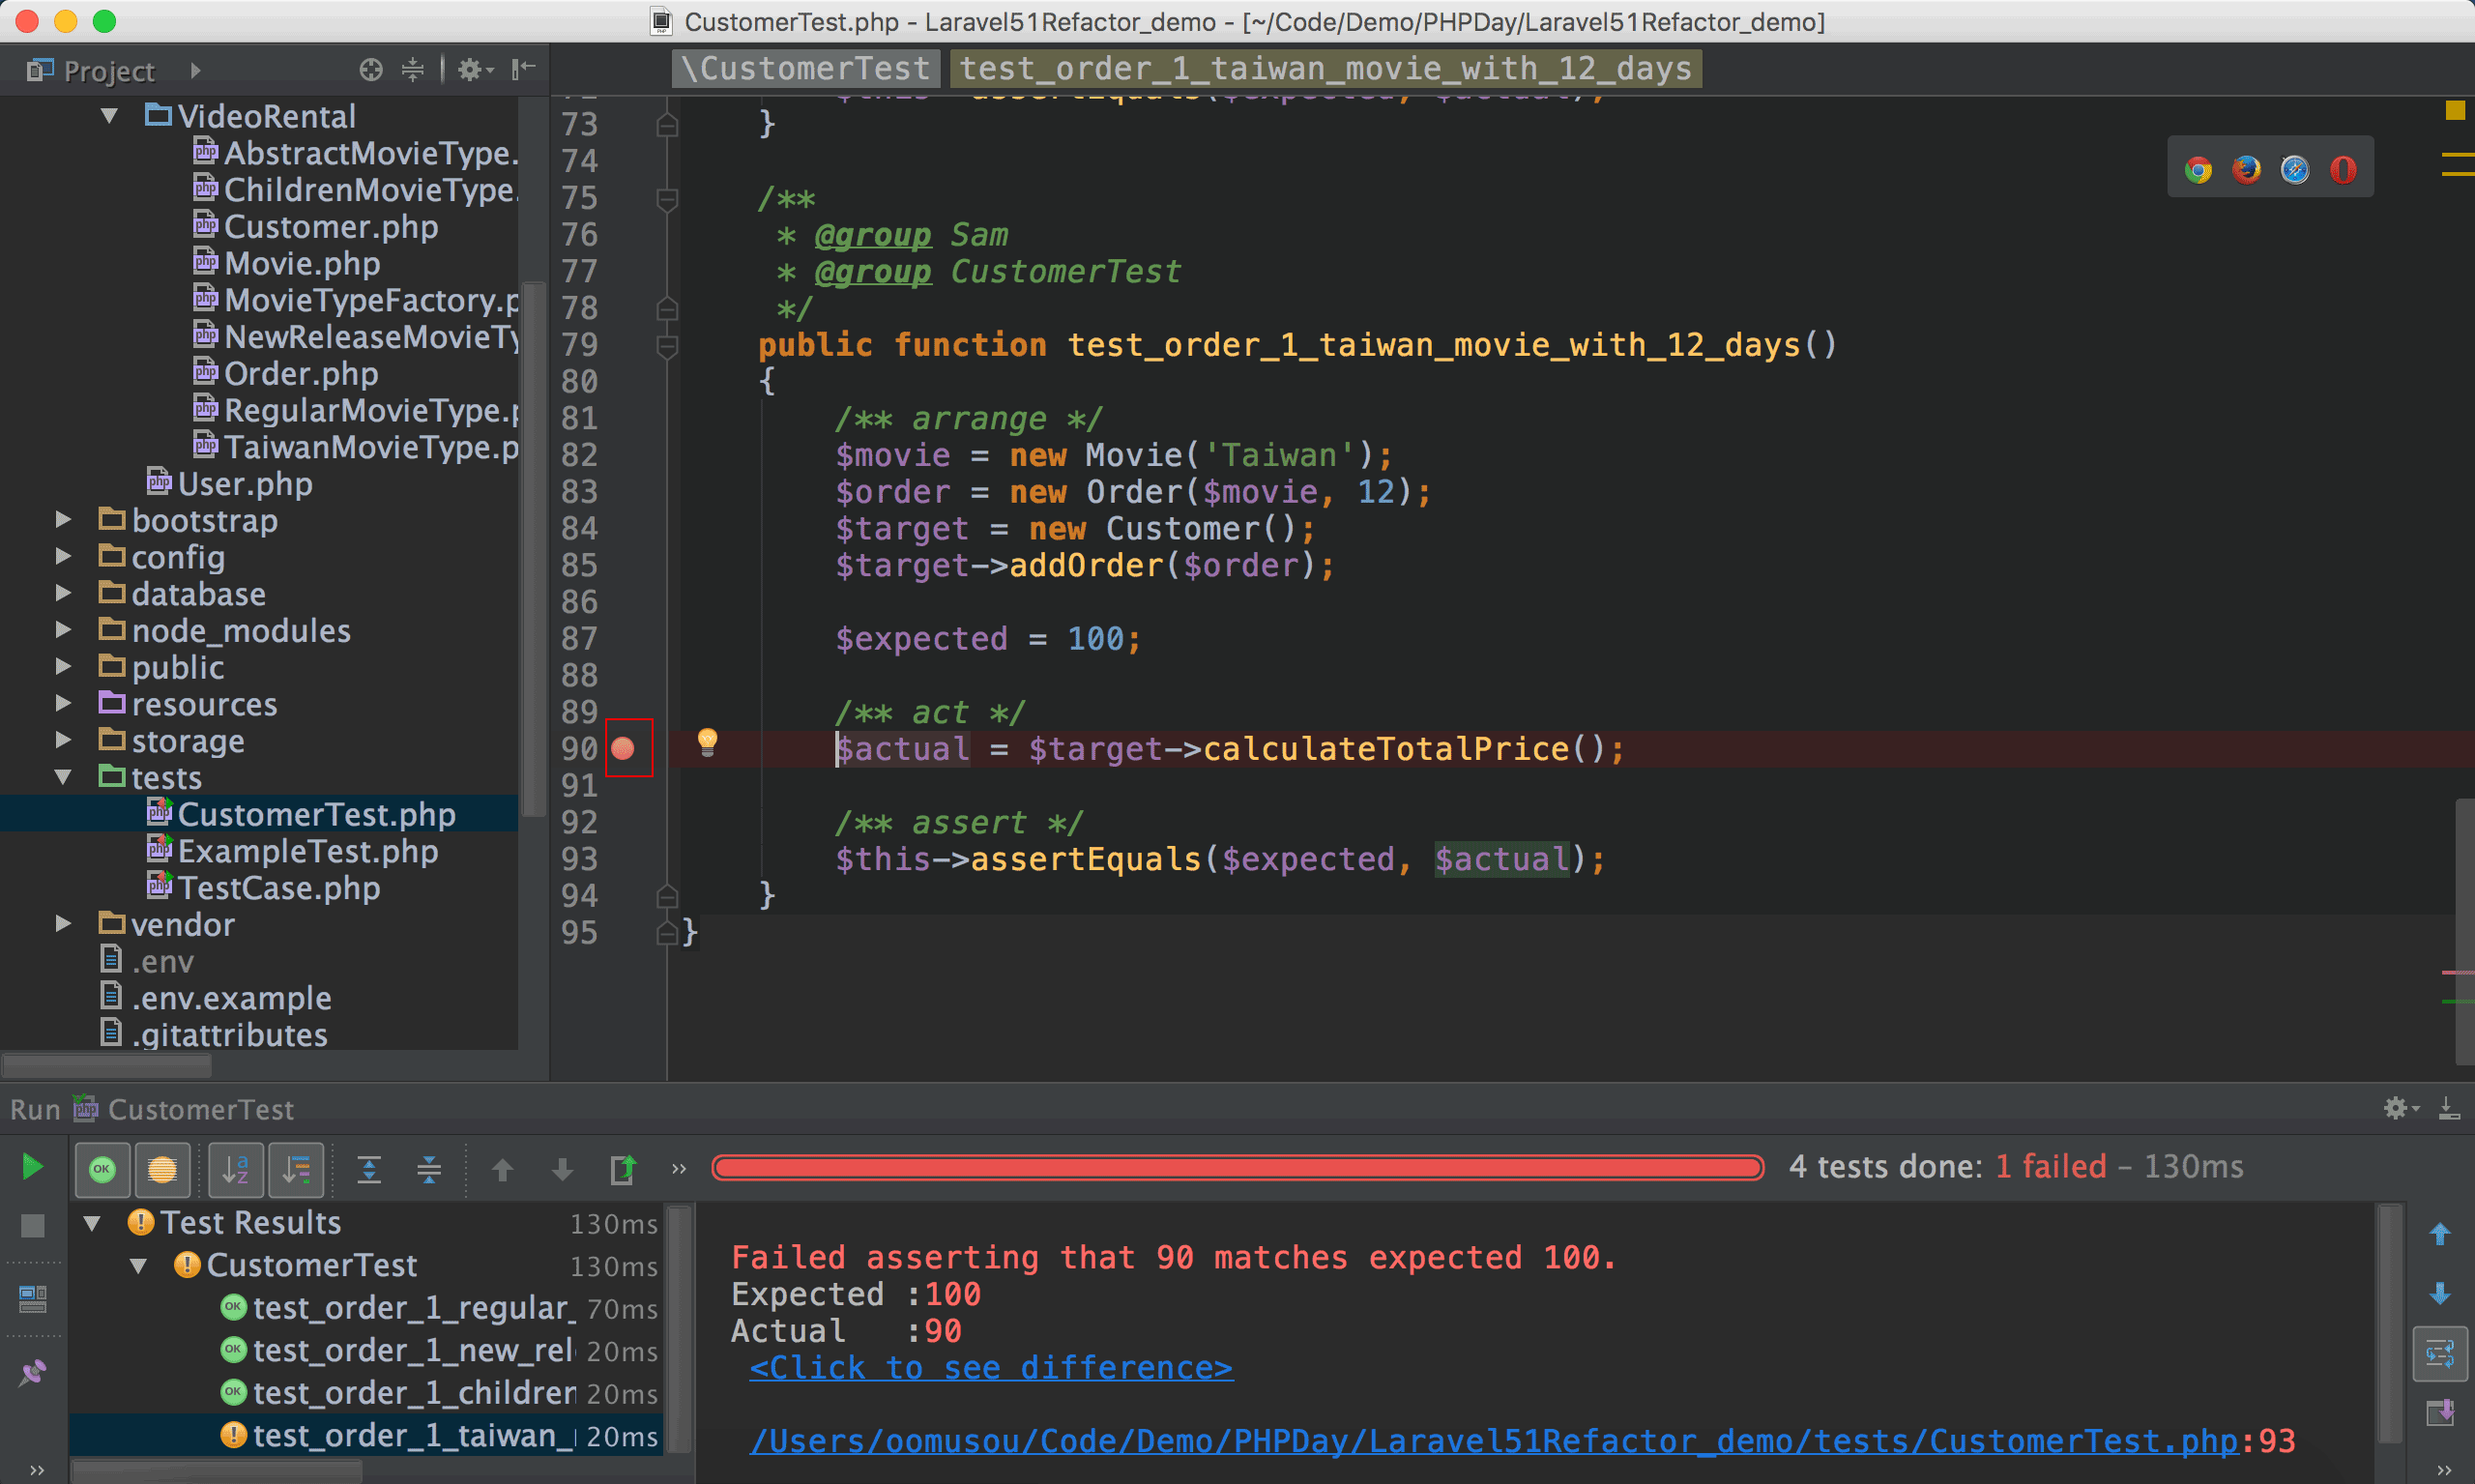 CustomerTest.php - Laravel51Refactor_demo - [~/Code/Demo/PHPDay/Laravel51Refactor_demo]
Project
\CustomerTest test_order_1_taiwan_movie_with_12_days
VideoRental
AbstractMovieType.
ChildrenMovieType.
Customer.php
Movie.php
MovieTypeFactory.p
NewReleaseMovieTy
Order.php
RegularMovieType.p
TaiwanMovieType.p
User.php
bootstrap
config
database
node_modules
public
resources
storage
tests
CustomerTest.php
ExampleTest.php
TestCase.php
vendor
.env
.env.example
.gitattributes
73 }
74
75 /**
76 * @group Sam
77 * @group CustomerTest
78 */
79 public function test_order_1_taiwan_movie_with_12_days()
80 {
81 /** arrange */
82 $movie = new Movie('Taiwan');
83 $order = new Order($movie, 12);
84 $target = new Customer();
85 $target->addOrder($order);
86
87 $expected = 100;
88
89 /** act */
90 $actual = $target->calculateTotalPrice();
91
92 /** assert */
93 $this->assertEquals($expected, $actual);
94 }
95 }
Run CustomerTest
4 tests done: 1 failed – 130ms
Test Results 130ms
CustomerTest 130ms
test_order_1_regular_ 70ms
test_order_1_new_rel 20ms
test_order_1_children 20ms
test_order_1_taiwan_ 20ms
Failed asserting that 90 matches expected 100.
Expected :100
Actual :90
<Click to see difference>
/Users/oomusou/Code/Demo/PHPDay/Laravel51Refactor_demo/tests/CustomerTest.php:93